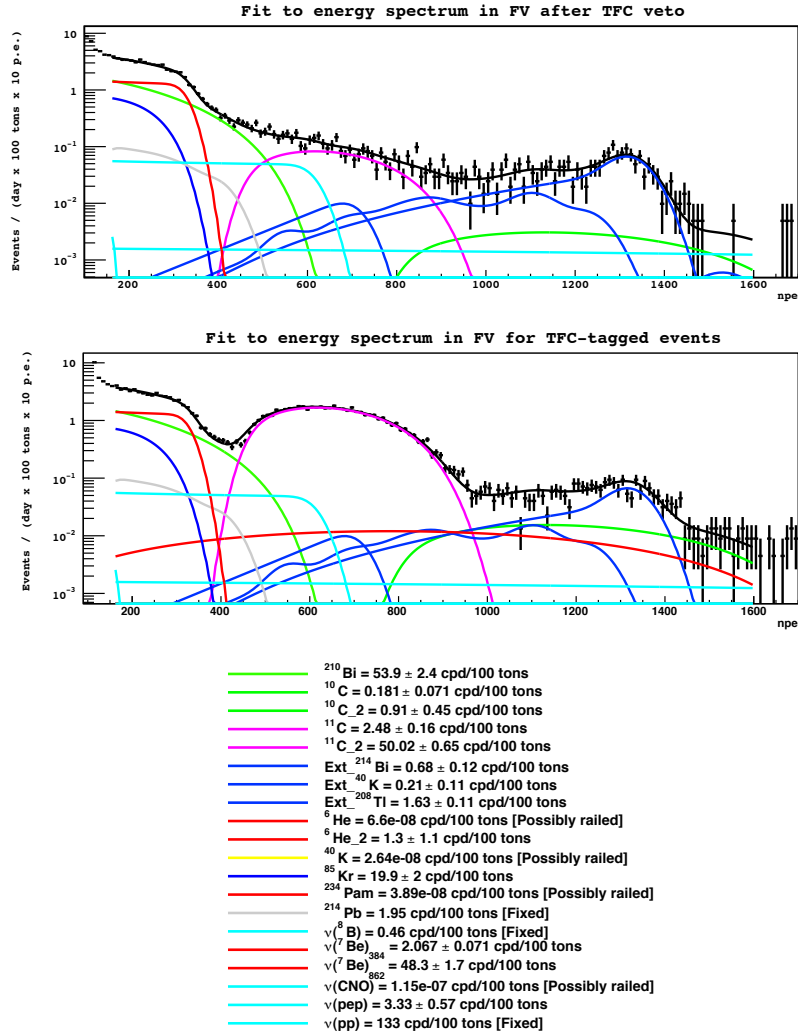 Fit to energy spectrum in FV after TFC veto
Events / (day x 100 tons x 10 p.e.)
10
1
10⁻¹
10⁻²
10⁻³
200 400 600 800 1000 1200 1400 1600
npe
Fit to energy spectrum in FV for TFC-tagged events
Events / (day x 100 tons x 10 p.e.)
10
1
10⁻¹
10⁻²
10⁻³
200 400 600 800 1000 1200 1400 1600
npe
²¹⁰Bi = 53.9 ± 2.4 cpd/100 tons
¹⁰C = 0.181± 0.071 cpd/100 tons
¹⁰C_2 = 0.91 ± 0.45 cpd/100 tons
¹¹C = 2.48 ± 0.16 cpd/100 tons
¹¹C_2 = 50.02 ± 0.65 cpd/100 tons
Ext_²¹⁴Bi = 0.68 ± 0.12 cpd/100 tons
Ext_⁴⁰K = 0.21 ± 0.11 cpd/100 tons
Ext_²⁰⁸Tl = 1.63 ± 0.11 cpd/100 tons
⁶He = 6.6e-08 cpd/100 tons [Possibly railed]
⁶He_2 = 1.3 ± 1.1 cpd/100 tons
⁴⁰K = 2.64e-08 cpd/100 tons [Possibly railed]
⁸⁵Kr = 19.9 ± 2 cpd/100 tons
²³⁴Pam = 3.89e-08 cpd/100 tons [Possibly railed]
²¹⁴Pb = 1.95 cpd/100 tons [Fixed]
ν(⁸B) = 0.46 cpd/100 tons [Fixed]
ν(⁷Be)₃₈₄ = 2.067 ± 0.071 cpd/100 tons
ν(⁷Be)₈₆₂ = 48.3 ± 1.7 cpd/100 tons
ν(CNO) = 1.15e-07 cpd/100 tons [Possibly railed]
ν(pep) = 3.33 ± 0.57 cpd/100 tons
ν(pp) = 133 cpd/100 tons [Fixed]